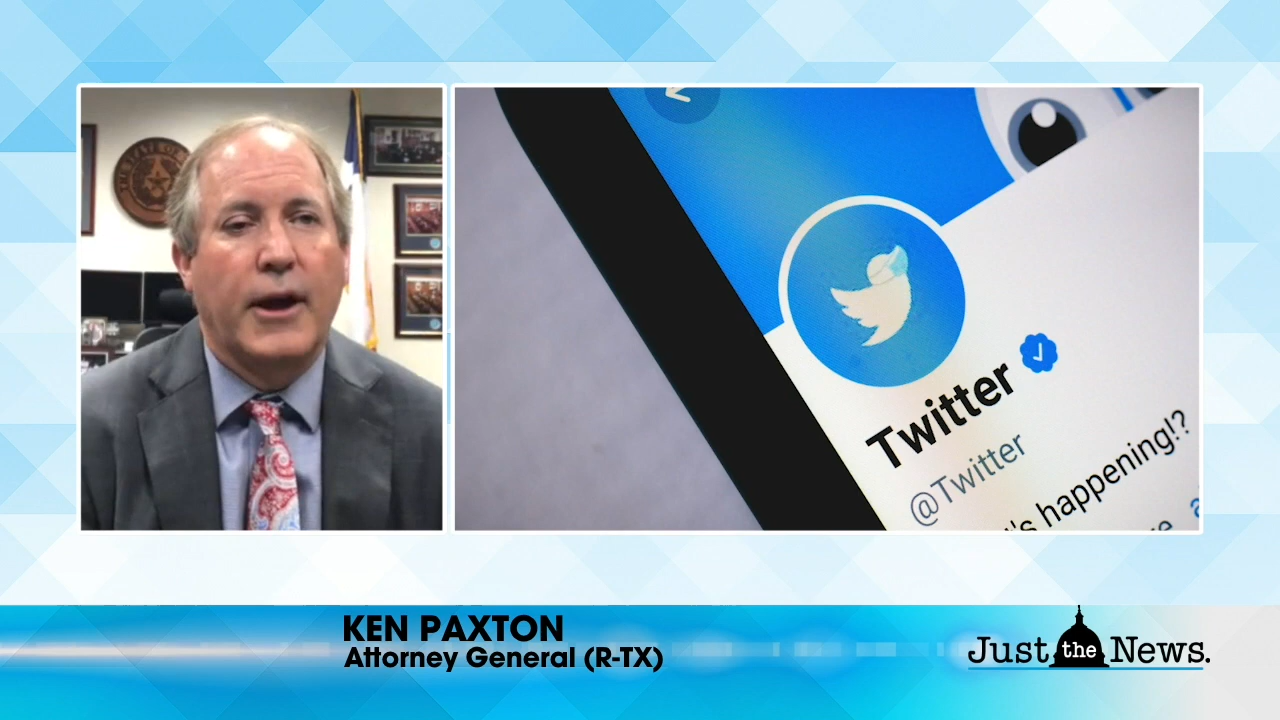 Twitter
@Twitter
's happening!?
KEN PAXTON
Attorney General (R-TX)
Just the News.